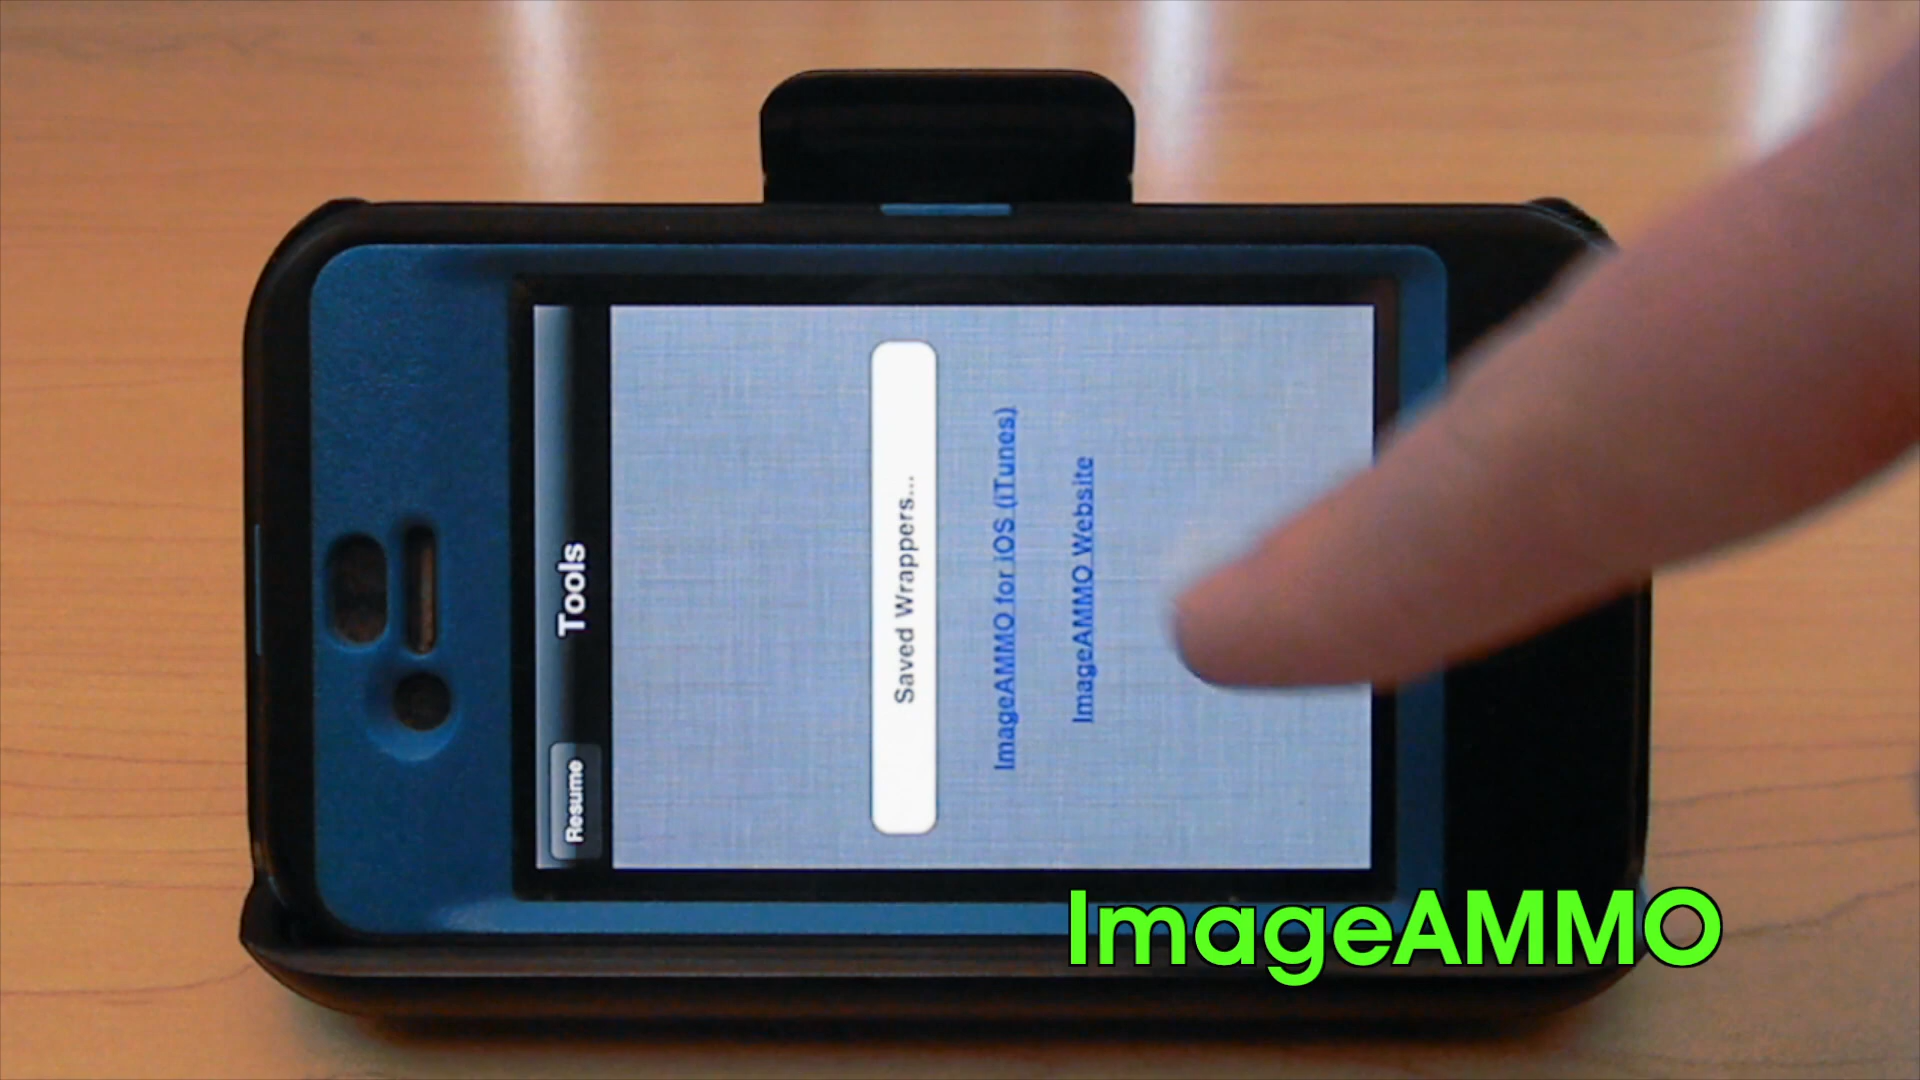 Resume
Tools
Saved Wrappers...
ImageAMMO for iOS (iTunes)
ImageAMMO Website
ImageAMMO